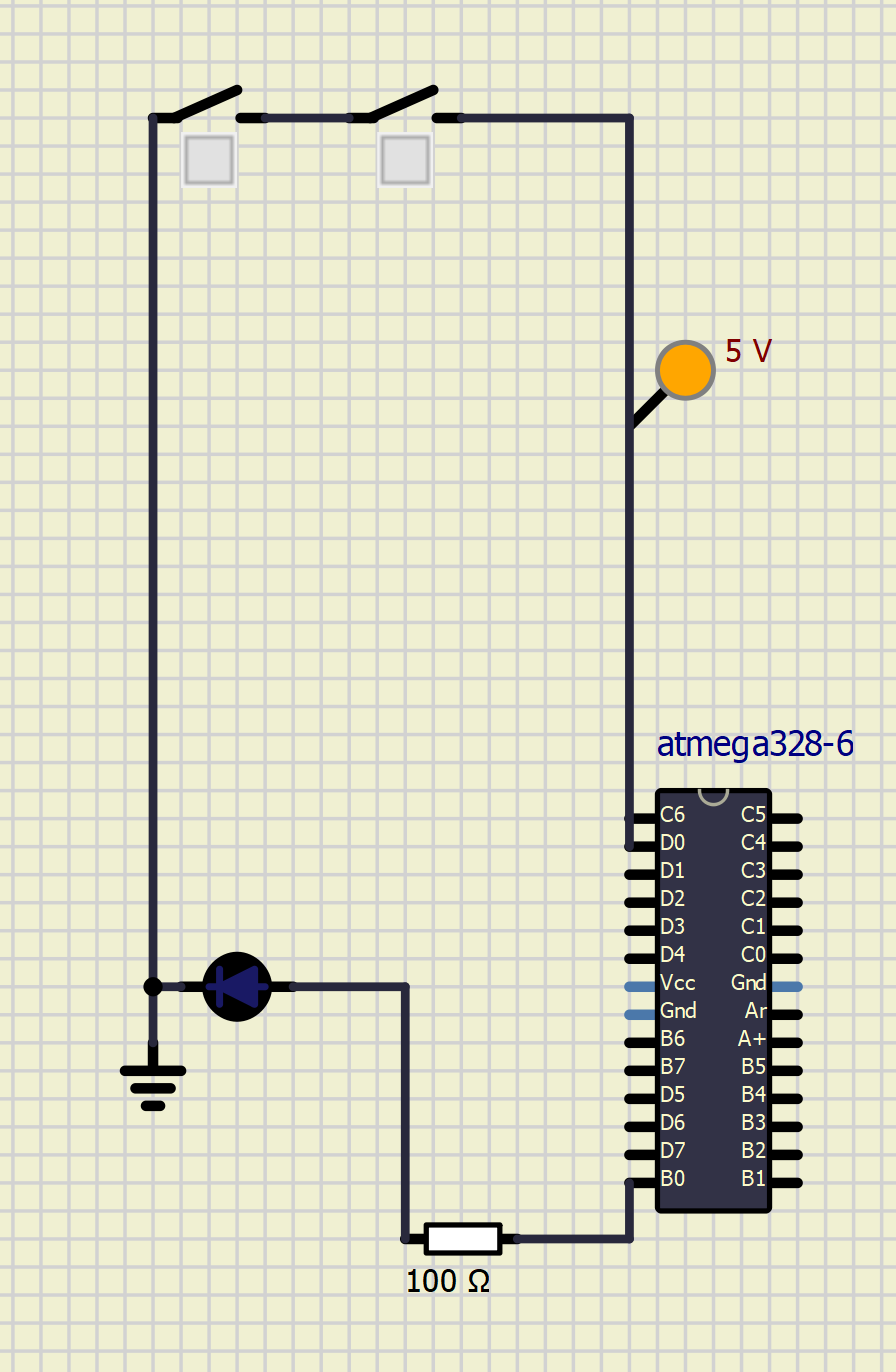 5 V
atmega328-6
C6 C5
D0 C4
D1 C3
D2 C2
D3 C1
D4 C0
Vcc Gnd
Gnd Ar
B6 A+
B7 B5
D5 B4
D6 B3
D7 B2
B0 B1
100 Ω